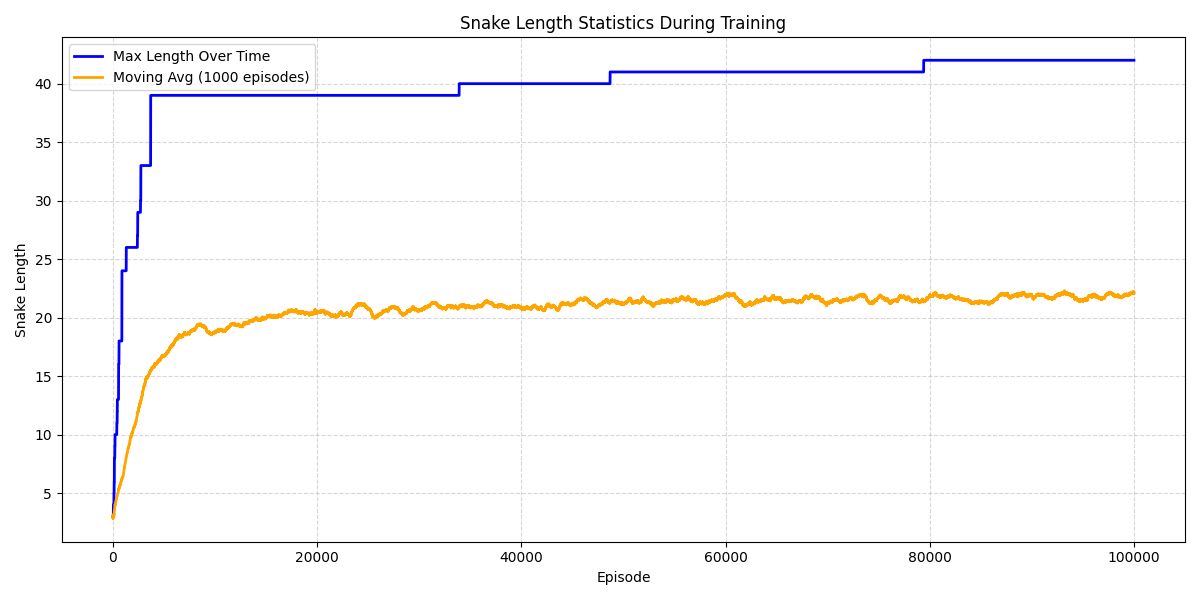 Snake Length Statistics During Training
Max Length Over Time
Moving Avg (1000 episodes)
Snake Length
40
35
30
25
20
15
10
5
0
20000
40000
60000
80000
100000
Episode